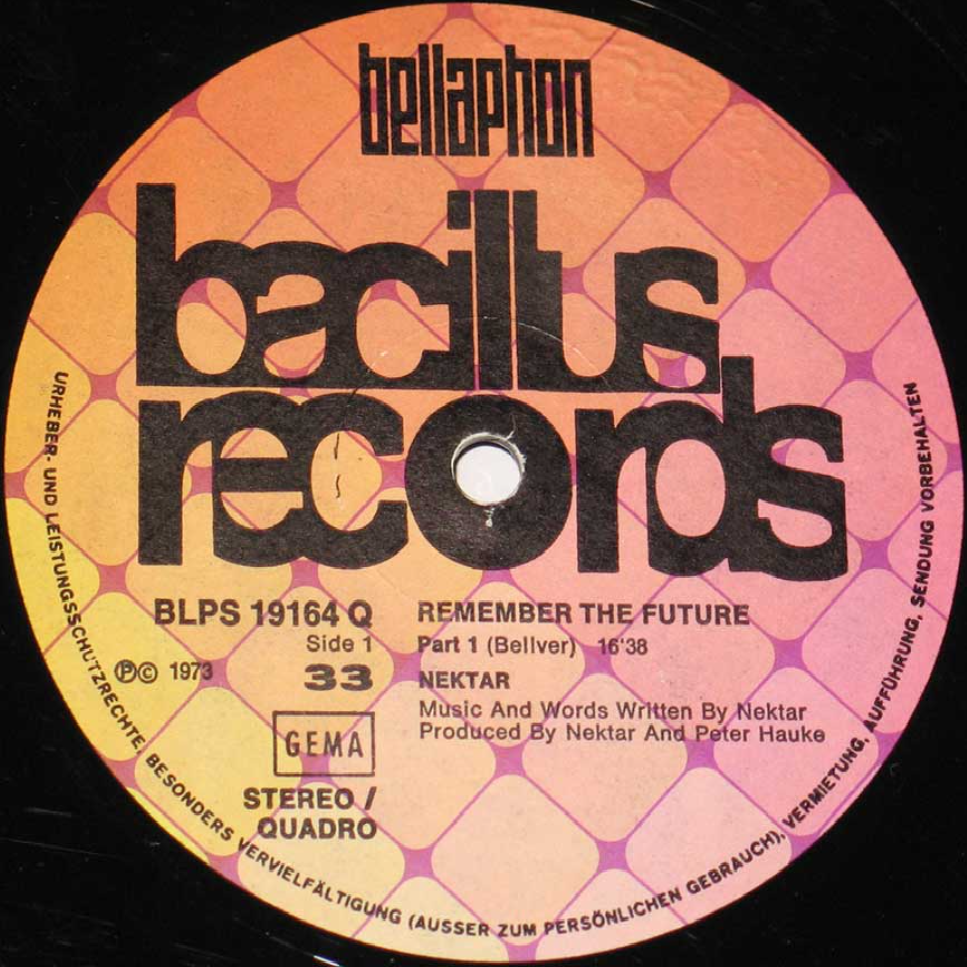 bellaphon
bacillus
records
BLPS 19164 Q
Side 1
33
℗© 1973
GEMA
STEREO /
QUADRO
REMEMBER THE FUTURE
Part 1 (Bellver) 16'38
NEKTAR
Music And Words Written By Nektar
Produced By Nektar And Peter Hauke
URHEBER- UND LEISTUNGSSCHUTZRECHTE, BESONDERS VERVIELFÄLTIGUNG (AUSSER ZUM PERSÖNLICHEN GEBRAUCH), VERMIETUNG, AUFFÜHRUNG, SENDUNG VORBEHALTEN